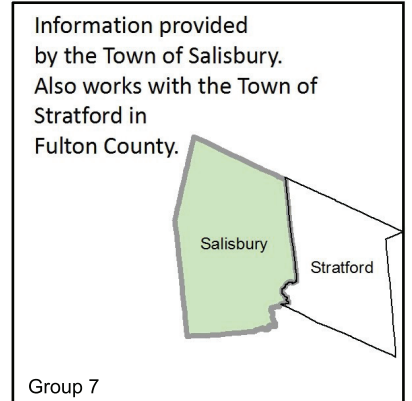 Information provided
by the Town of Salisbury.
Also works with the Town of
Stratford in
Fulton County.
Salisbury
Stratford
Group 7